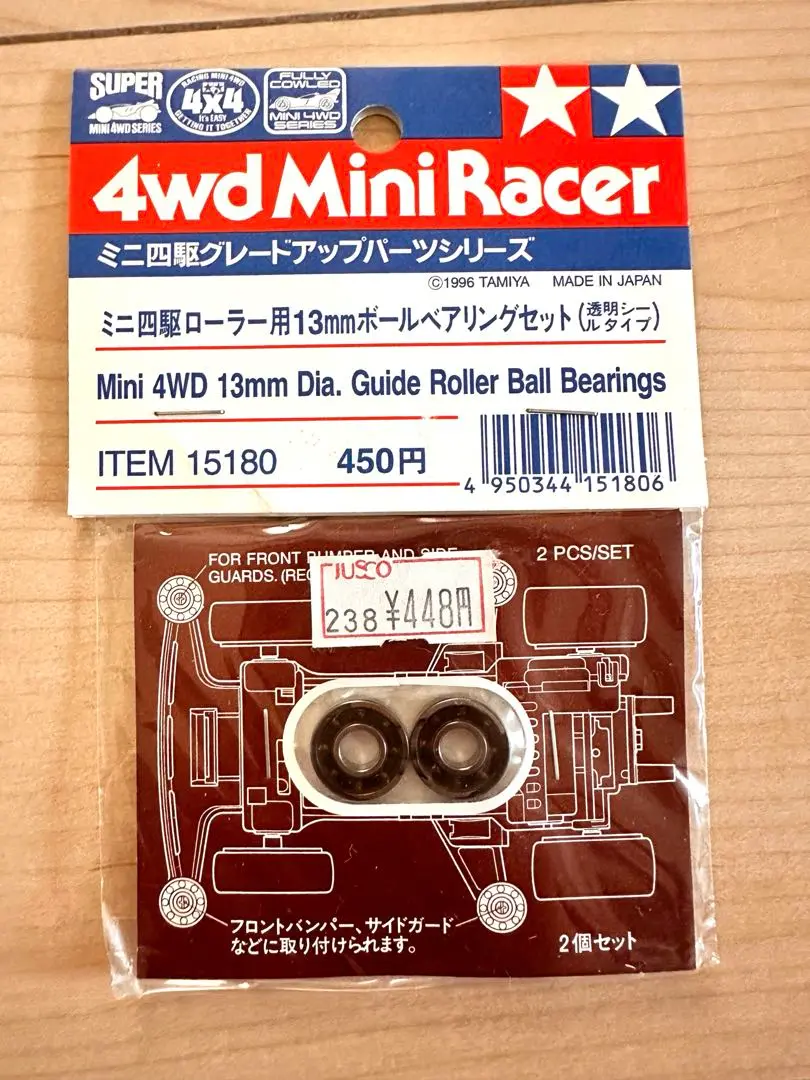 SUPER
MINI 4WD SERIES
RACING MINI 4WD
4x4
It's EASY
GETTING IT TOGETHER
FULLY
COWLED
MINI 4WD
SERIES
4wd Mini Racer
ミニ四駆グレードアップパーツシリーズ
©1996 TAMIYA MADE IN JAPAN
ミニ四駆ローラー用13mmボールベアリングセット(透明シールタイプ)
Mini 4WD 13mm Dia. Guide Roller Ball Bearings
ITEM 15180 450円
4 950344 151806
FOR FRONT BUMPER AND SIDE
GUARDS.
2 PCS/SET
JUSCO
238 ¥448円
フロントバンパー、サイドガード
などに取り付けられます。
2個セット